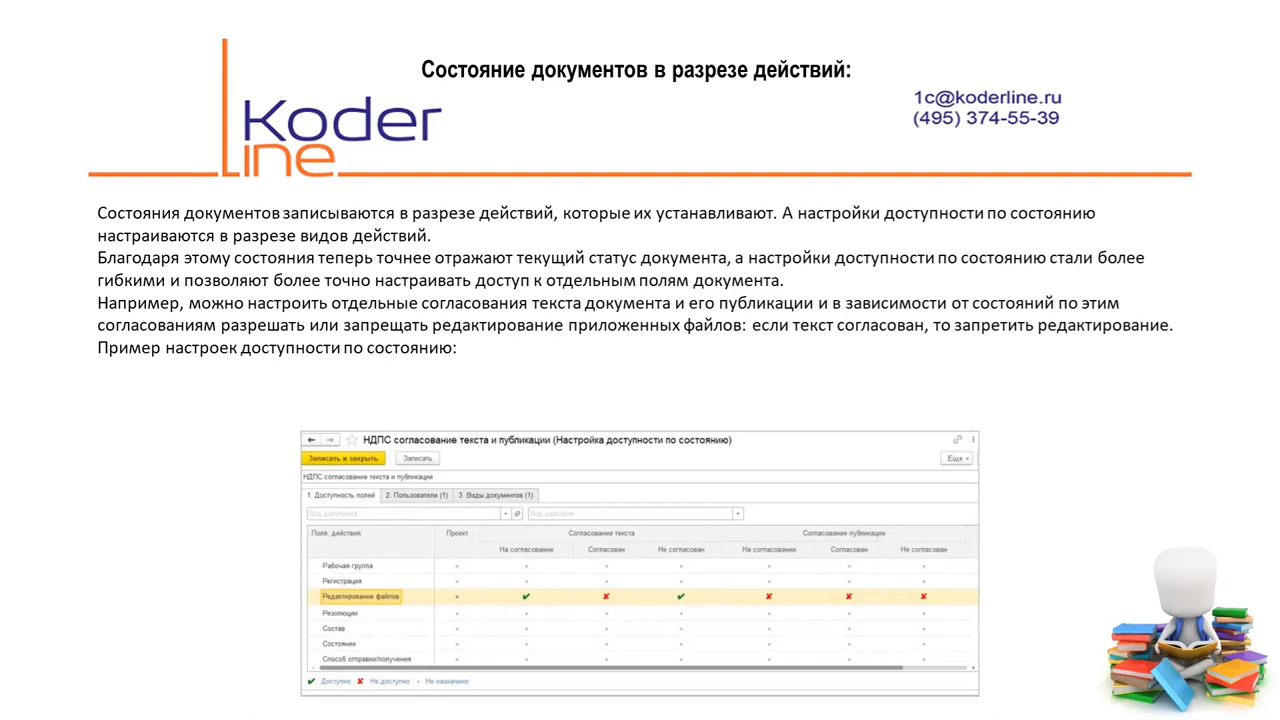 Состояние документов в разрезе действий:
Koder
line
1c@koderline.ru
(495) 374-55-39
Состояния документов записываются в разрезе действий, которые их устанавливают. А настройки доступности по состоянию
настраиваются в разрезе видов действий.
Благодаря этому состояния теперь точнее отражают текущий статус документа, а настройки доступности по состоянию стали более
гибкими и позволяют более точно настраивать доступ к отдельным полям документа.
Например, можно настроить отдельные согласования текста документа и его публикации и в зависимости от состояний по этим
согласованиям разрешать или запрещать редактирование приложенных файлов: если текст согласован, то запретить редактирование.
Пример настроек доступности по состоянию:
НДПС согласование текста и публикации (Настройка доступности по состоянию)
Записать и закрыть Записать Еще
НДПС согласование текста и публикации
1. Доступность полей 2. Пользователи (1) 3. Виды документов (1)
Вид документа Вид действия
Поля, действия Проект Согласование текста Согласование публикации
На согласовании Согласован Не согласован На согласовании Согласован Не согласован
Рабочая группа
Регистрация
Редактирование файлов
Резолюции
Состав
Состояние
Способ отправки/получения
Доступно Не доступно Не назначено